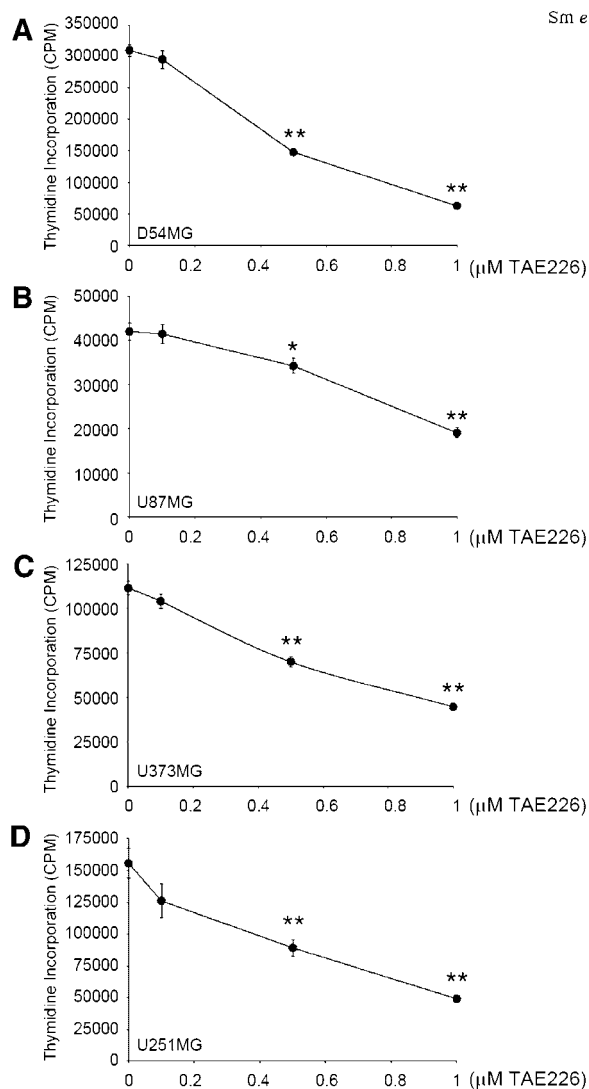 Sm e
A
Thymidine Incorporation (CPM)
350000
300000
250000
200000
150000
100000
50000
0
**
**
D54MG
0 0.2 0.4 0.6 0.8 1 (μM TAE226)
B
Thymidine Incorporation (CPM)
50000
40000
30000
20000
10000
0
*
**
U87MG
0 0.2 0.4 0.6 0.8 1 (μM TAE226)
C
Thymidine Incorporation (CPM)
125000
100000
75000
50000
25000
0
**
**
U373MG
0 0.2 0.4 0.6 0.8 1 (μM TAE226)
D
Thymidine Incorporation (CPM)
175000
150000
125000
100000
75000
50000
25000
0
**
**
U251MG
0 0.2 0.4 0.6 0.8 1 (μM TAE226)